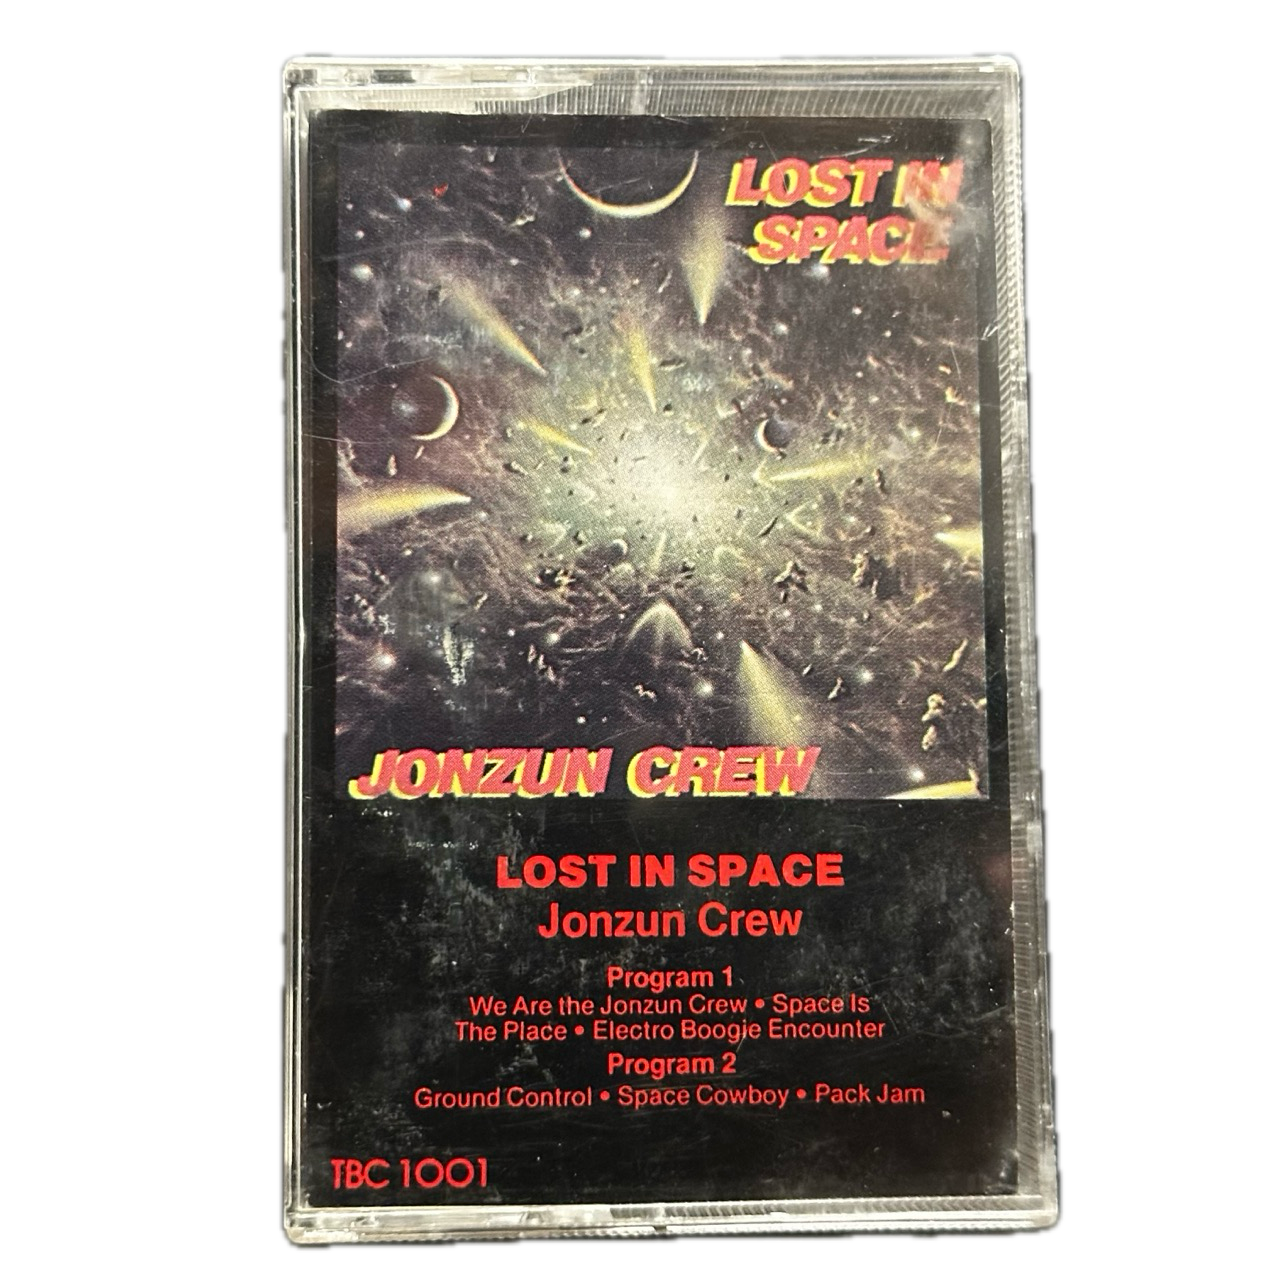 LOST IN
SPACE
JONZUN CREW
LOST IN SPACE
Jonzun Crew
Program 1
We Are the Jonzun Crew • Space Is
The Place • Electro Boogie Encounter
Program 2
Ground Control • Space Cowboy • Pack Jam
TBC 1001